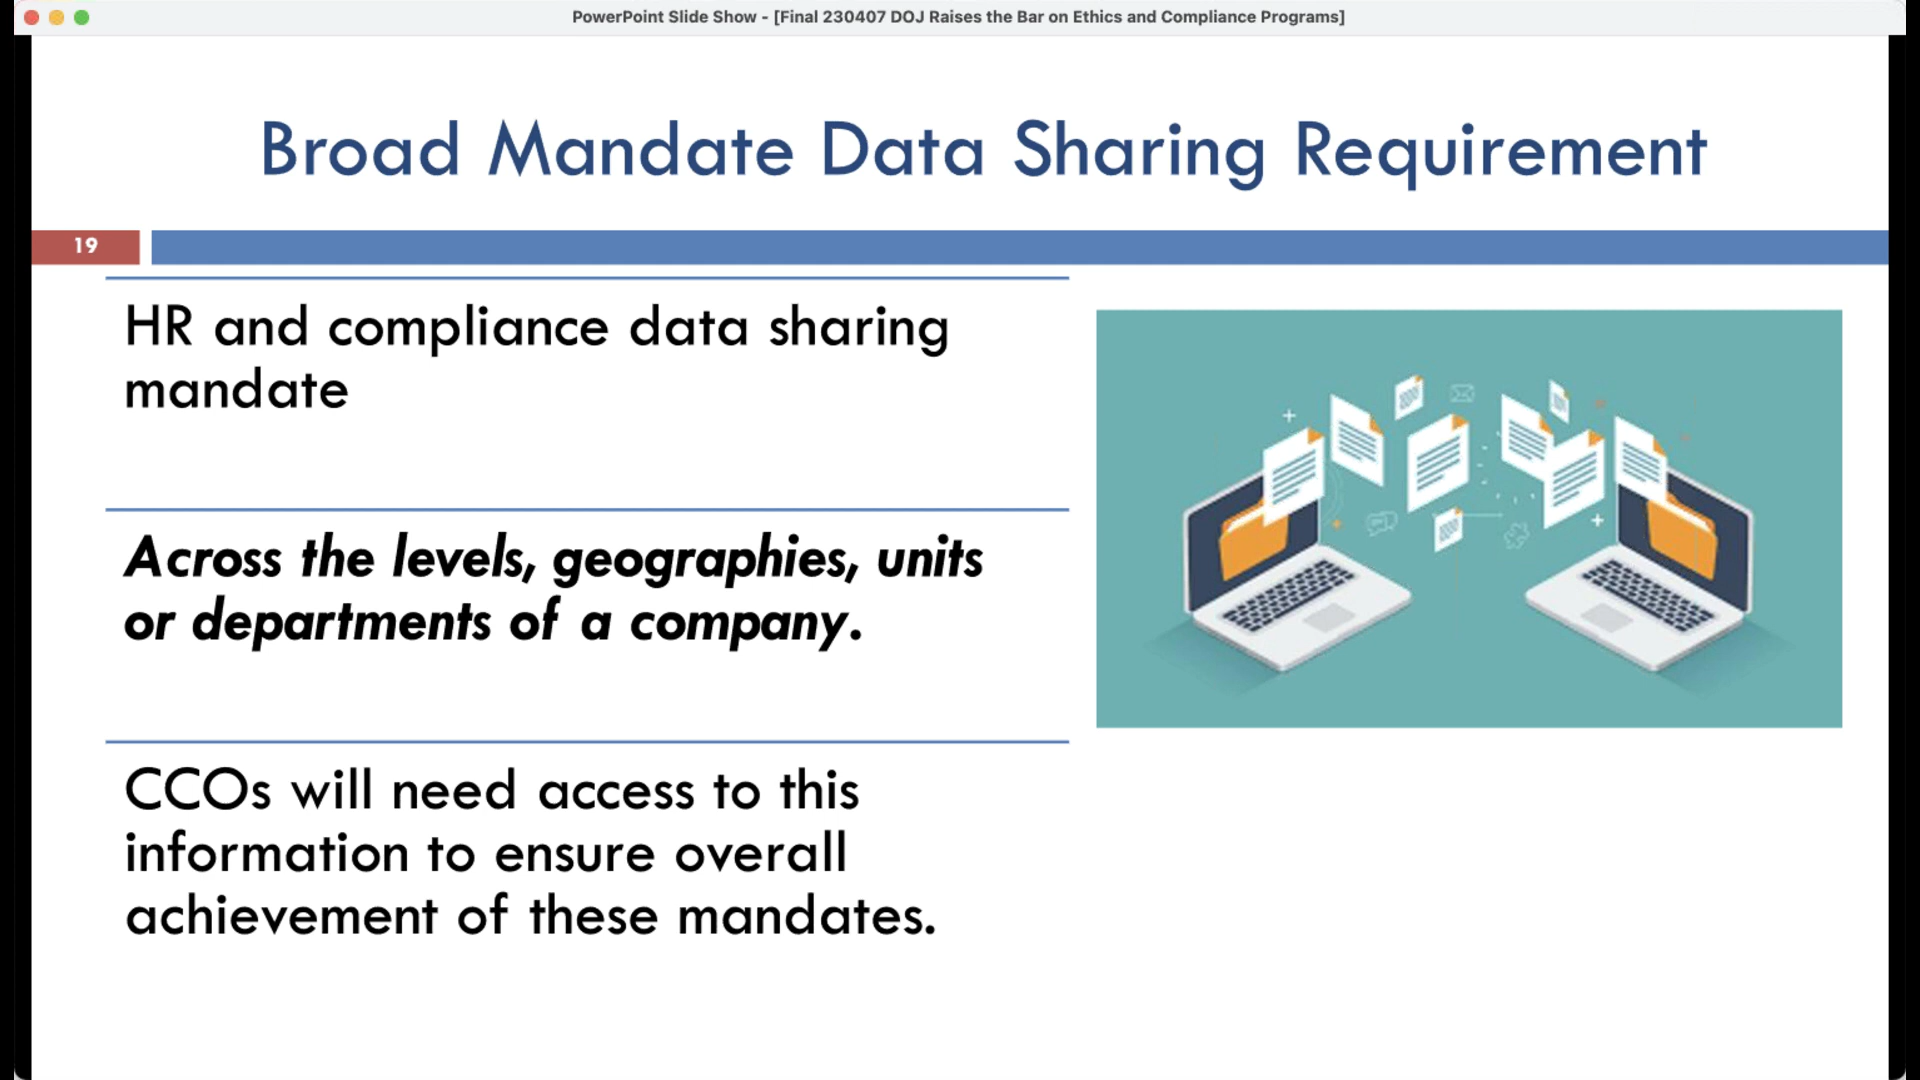 PowerPoint Slide Show - [Final 230407 DOJ Raises the Bar on Ethics and Compliance Programs]
Broad Mandate Data Sharing Requirement
19
HR and compliance data sharing
mandate
Across the levels, geographies, units
or departments of a company.
CCOs will need access to this
information to ensure overall
achievement of these mandates.